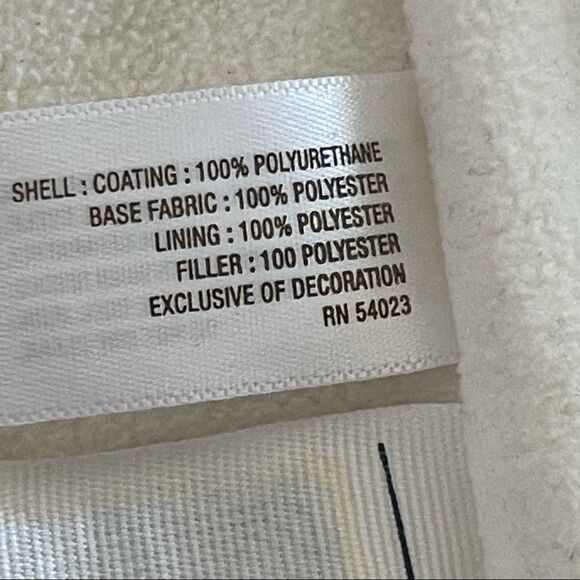 SHELL : COATING : 100% POLYURETHANE
BASE FABRIC : 100% POLYESTER
LINING : 100% POLYESTER
FILLER : 100 POLYESTER
EXCLUSIVE OF DECORATION
RN 54023